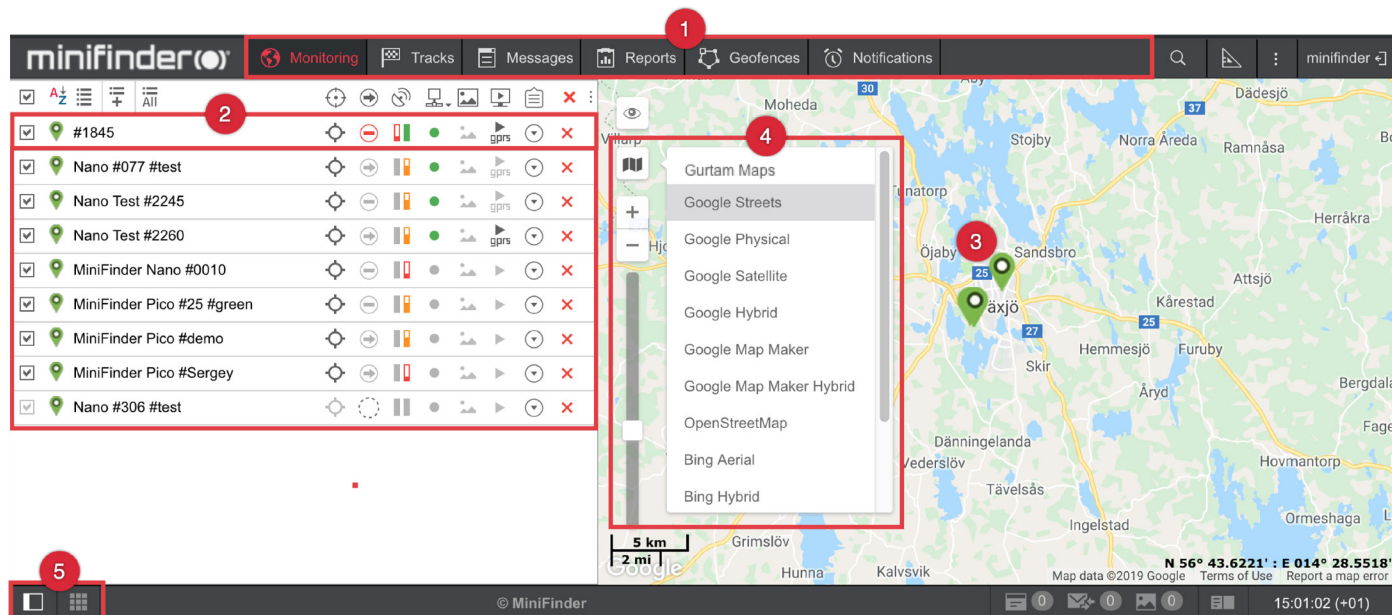 1
minifinder
Monitoring
Tracks
Messages
Reports
Geofences
Notifications
minifinder
A Z
All
2
#1845
gprs
Nano #077 #test
gprs
Nano Test #2245
gprs
Nano Test #2260
gprs
MiniFinder Nano #0010
MiniFinder Pico #25 #green
MiniFinder Pico #demo
MiniFinder Pico #Sergey
Nano #306 #test
4
Gurtam Maps
Google Streets
Google Physical
Google Satellite
Google Hybrid
Google Map Maker
Google Map Maker Hybrid
OpenStreetMap
Bing Aerial
Bing Hybrid
Aby
30
Dädesjö
Moheda
37
Stojby
Norra Åreda
Ramnåsa
Herråkra
3
Öjaby
Sandsbro
25
Attsjö
Kårestad
äxjö
25
27
Hemmesjö
Furuby
Skir
Bergdala
Åryd
Dänningelanda
Vederslöv
Hovmantorp
Tävelsås
Ormeshaga
Ingelstad
5 km
2 mi
Google
Grimslöv
Hunna
Kalvsvik
N 56° 43.6221' : E 014° 28.5518'
Map data ©2019 Google
Terms of Use
Report a map error
5
© MiniFinder
0
0
0
15:01:02 (+01)